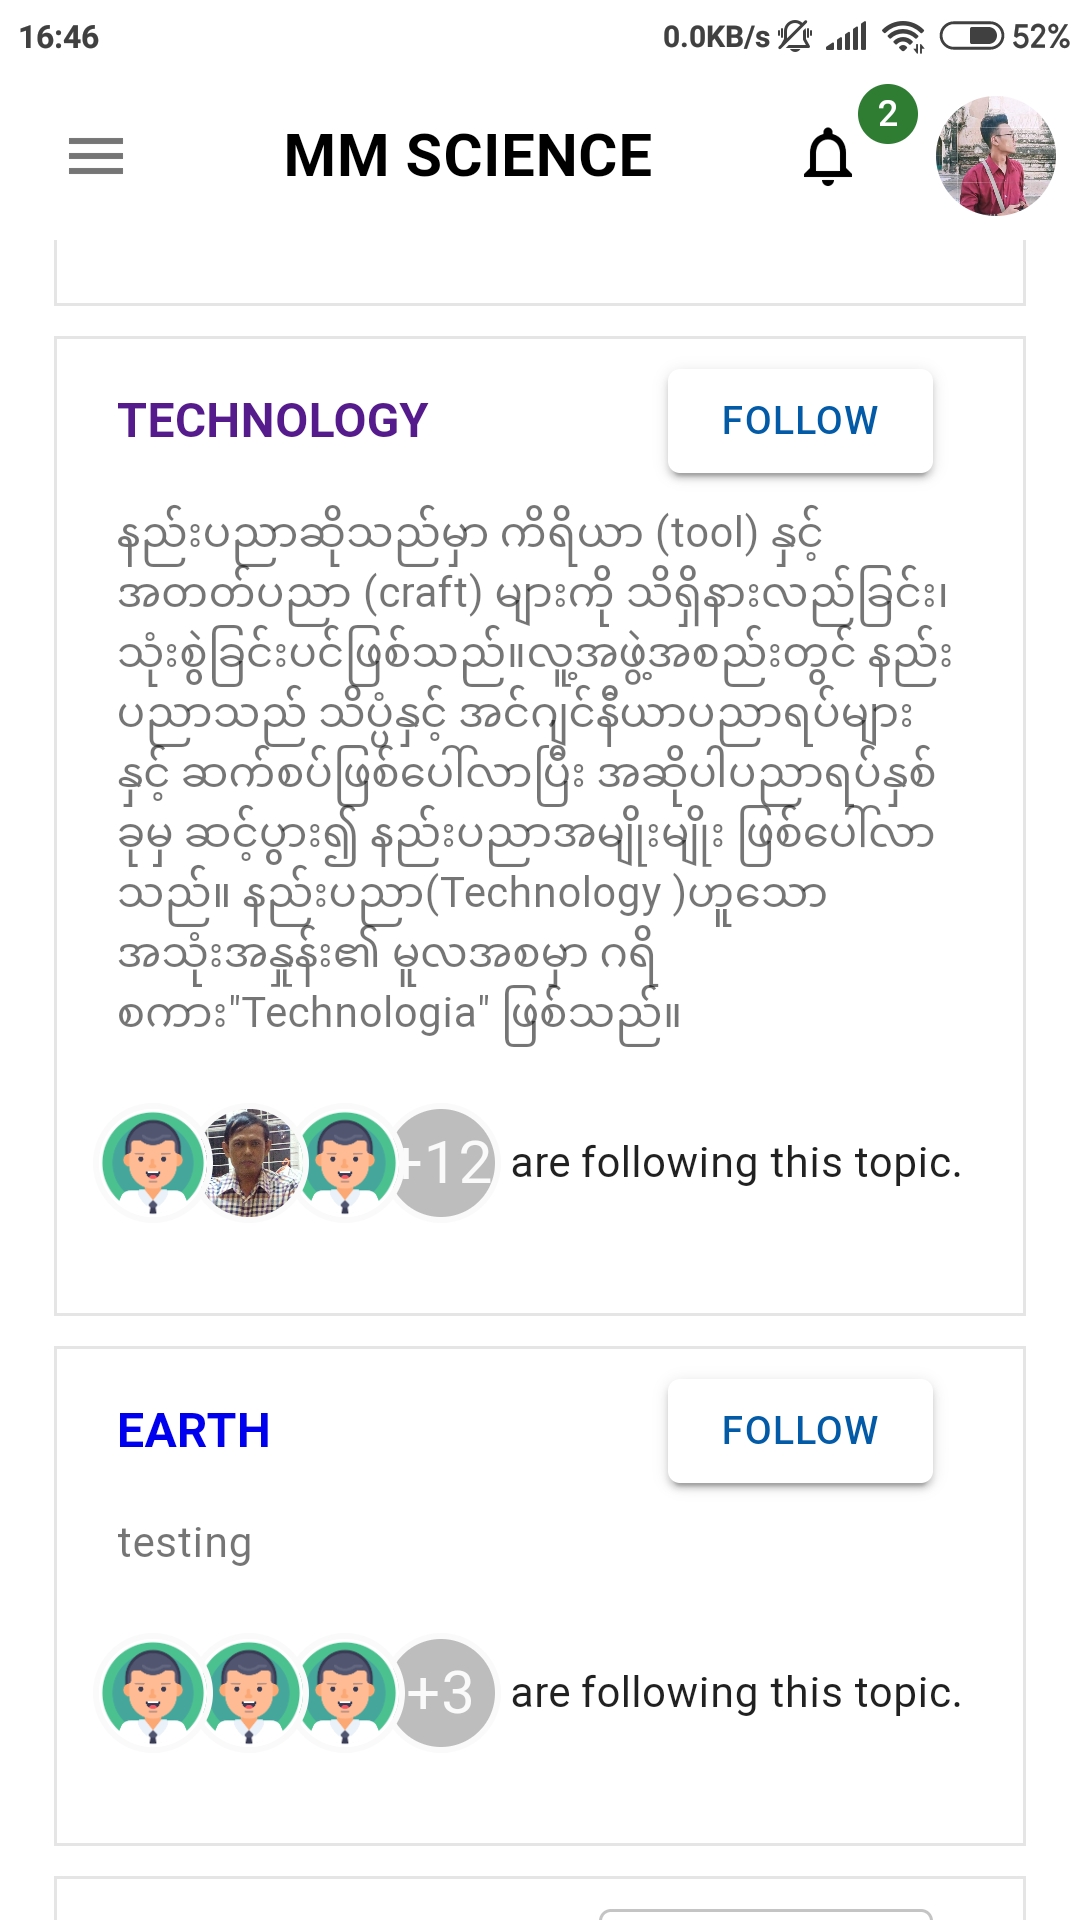 16:46
0.0KB/s
52%
MM SCIENCE
2
TECHNOLOGY
FOLLOW
နည်းပညာဆိုသည်မှာ ကိရိယာ (tool) နှင့်
အတတ်ပညာ (craft) များကို သိရှိနားလည်ခြင်း၊
သုံးစွဲခြင်းပင်ဖြစ်သည်။လူ့အဖွဲ့အစည်းတွင် နည်း
ပညာသည် သိပ္ပံနှင့် အင်ဂျင်နီယာပညာရပ်များ
နှင့် ဆက်စပ်ဖြစ်ပေါ်လာပြီး အဆိုပါပညာရပ်နှစ်
ခုမှ ဆင့်ပွား၍ နည်းပညာအမျိုးမျိုး ဖြစ်ပေါ်လာ
သည်။ နည်းပညာ(Technology )ဟူသော
အသုံးအနှုန်း၏ မူလအစမှာ ဂရိ
စကား"Technologia" ဖြစ်သည်။
+12 are following this topic.
EARTH
FOLLOW
testing
+3 are following this topic.